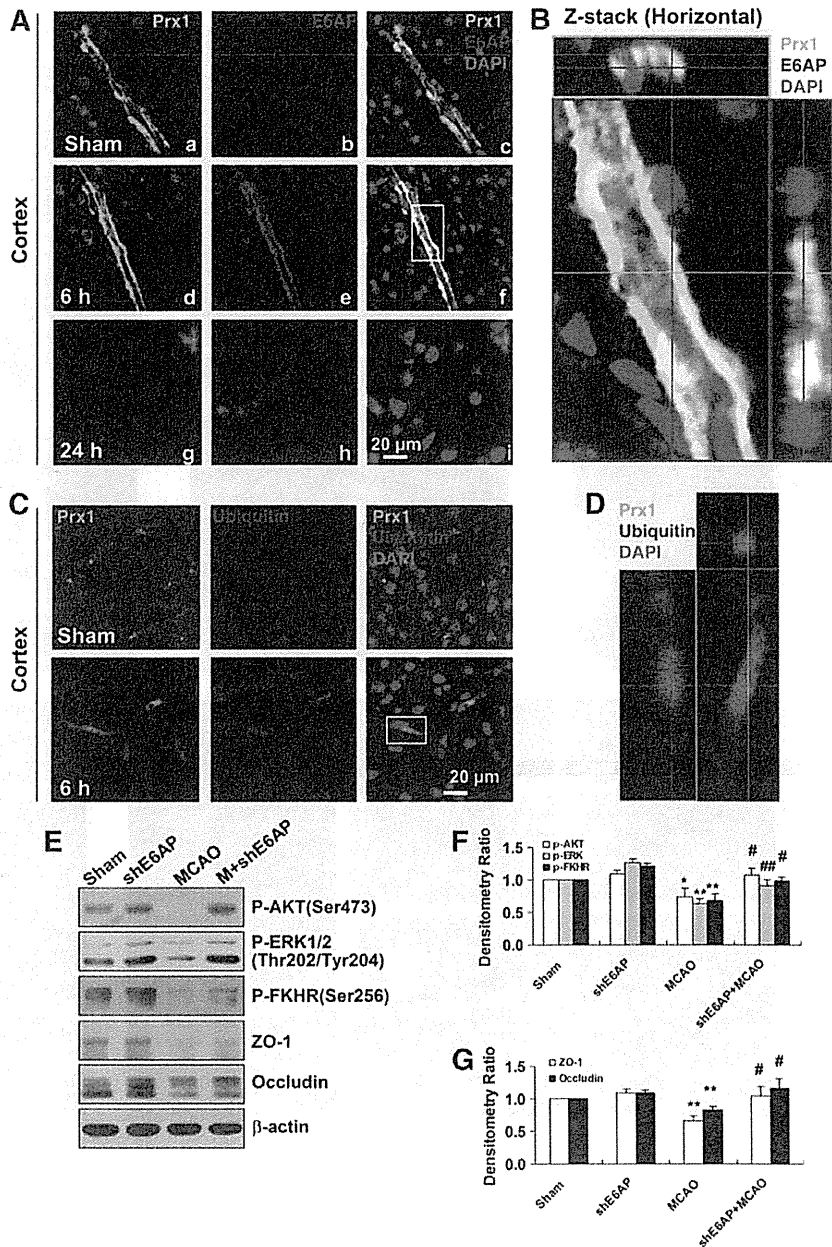 A
Prx1
E6AP
Prx1
E6AP
DAPI
Sham
a
b
c
6 h
d
e
f
24 h
g
h
20 µm
i
Cortex
B Z-stack (Horizontal)
Prx1
E6AP
DAPI
C
Prx1
Ubiquitin
Prx1
Ubiquitin
DAPI
Sham
6 h
20 µm
Cortex
D
Prx1
Ubiquitin
DAPI
E
Sham
shE6AP
MCAO
M+shE6AP
P-AKT(Ser473)
P-ERK1/2
(Thr202/Tyr204)
P-FKHR(Ser256)
ZO-1
Occludin
β-actin
F
Densitometry Ratio
1.5
1.0
0.5
0.0
p-AKT
p-ERK
p-FKHR
*
**
**
#
##
#
Sham
shE6AP
MCAO
shE6AP+MCAO
G
Densitometry Ratio
1.5
1.0
0.5
0.0
ZO-1
Occludin
**
**
#
#
Sham
shE6AP
MCAO
shE6AP+MCAO